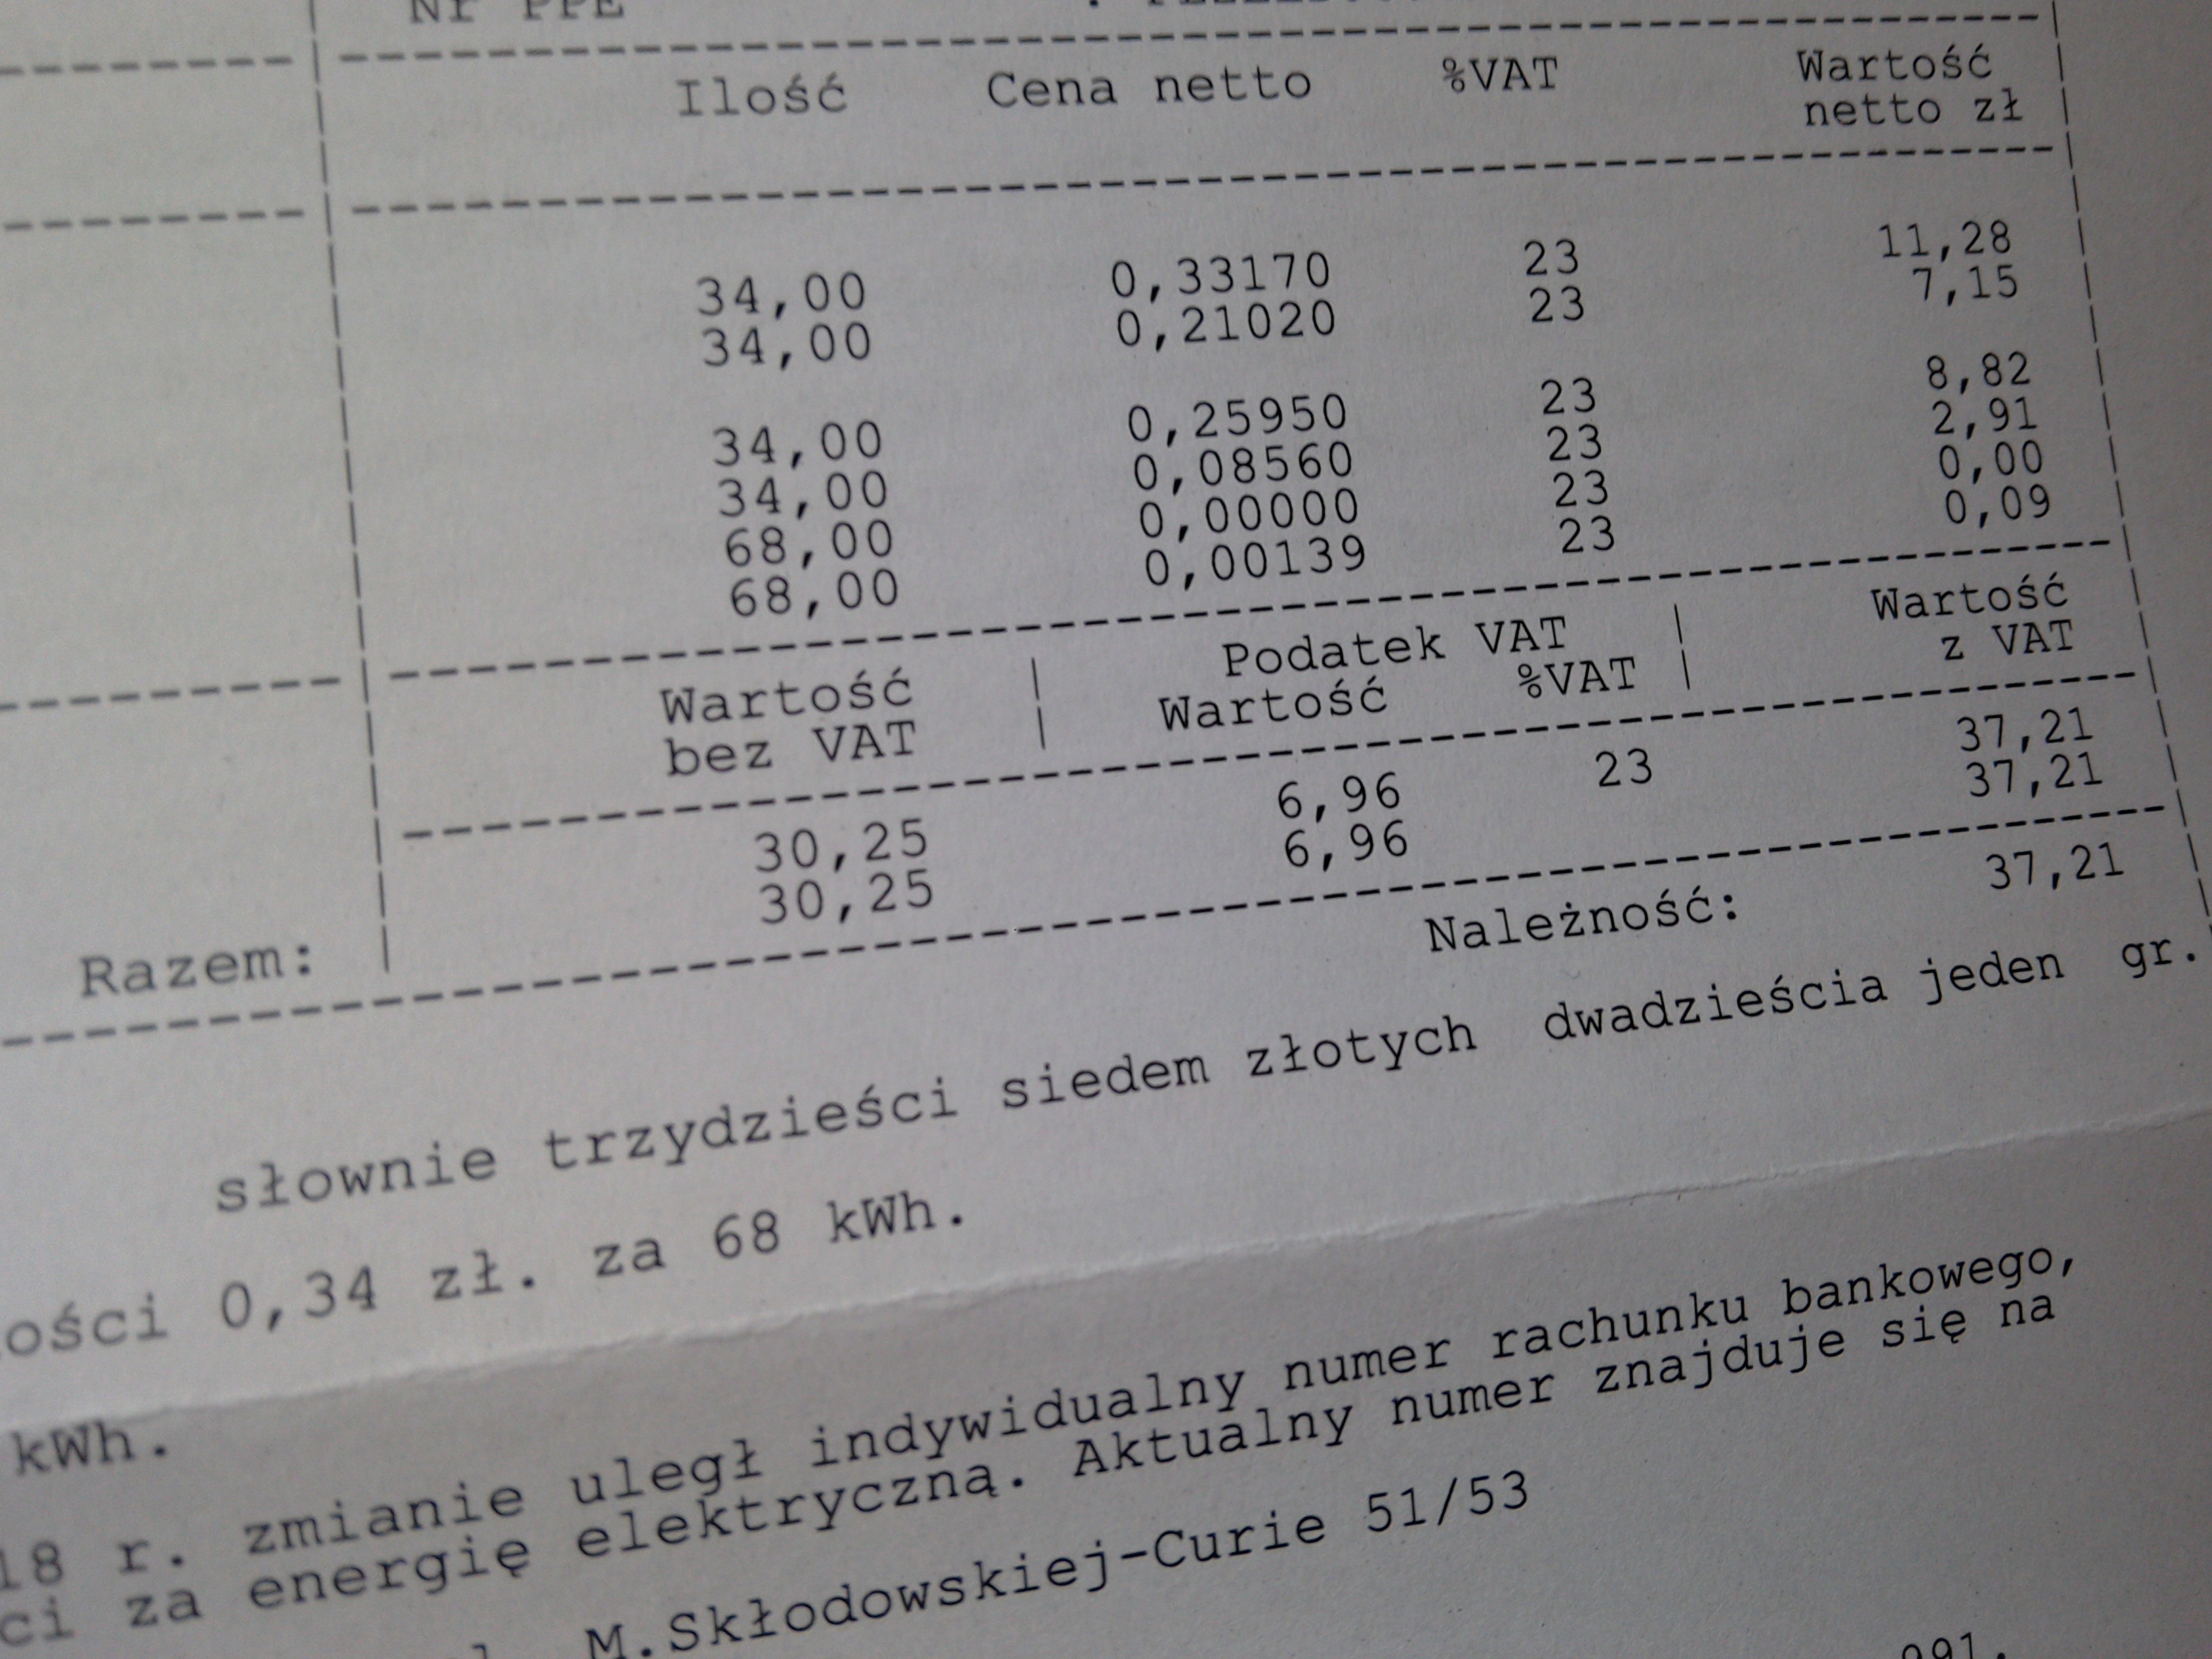 Nr PPE
Ilość Cena netto %VAT Wartość
netto zł
34,00 0,33170 23 11,28
34,00 0,21020 23 7,15
34,00 0,25950 23 8,82
34,00 0,08560 23 2,91
68,00 0,00000 23 0,00
68,00 0,00139 23 0,09
Wartość | Podatek VAT | Wartość
bez VAT | Wartość %VAT | z VAT
30,25 6,96 23 37,21
Razem: 30,25 6,96 37,21
Należność: 37,21
słownie trzydzieści siedem złotych dwadzieścia jeden gr.
ości 0,34 zł. za 68 kWh.
kWh.
18 r. zmianie uległ indywidualny numer rachunku bankowego,
ci za energię elektryczną. Aktualny numer znajduje się na
M.Skłodowskiej-Curie 51/53
991.